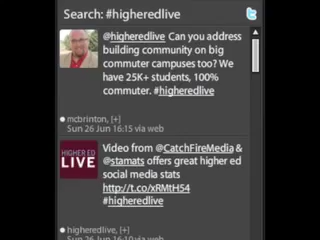 Search: #higheredlive
@higheredlive Can you address
building community on big
commuter campuses too? We
have 25K+ students, 100%
commuter. #higheredlive
mcbrinton, [+]
Sun 26 Jun 16:15 via web
HIGHER ED
LIVE
Video from @CatchFireMedia &
@stamats offers great higher ed
social media stats
http://t.co/xRMtH54
#higheredlive
higheredlive, [+]
Sun 26 Jun 16:10 via web